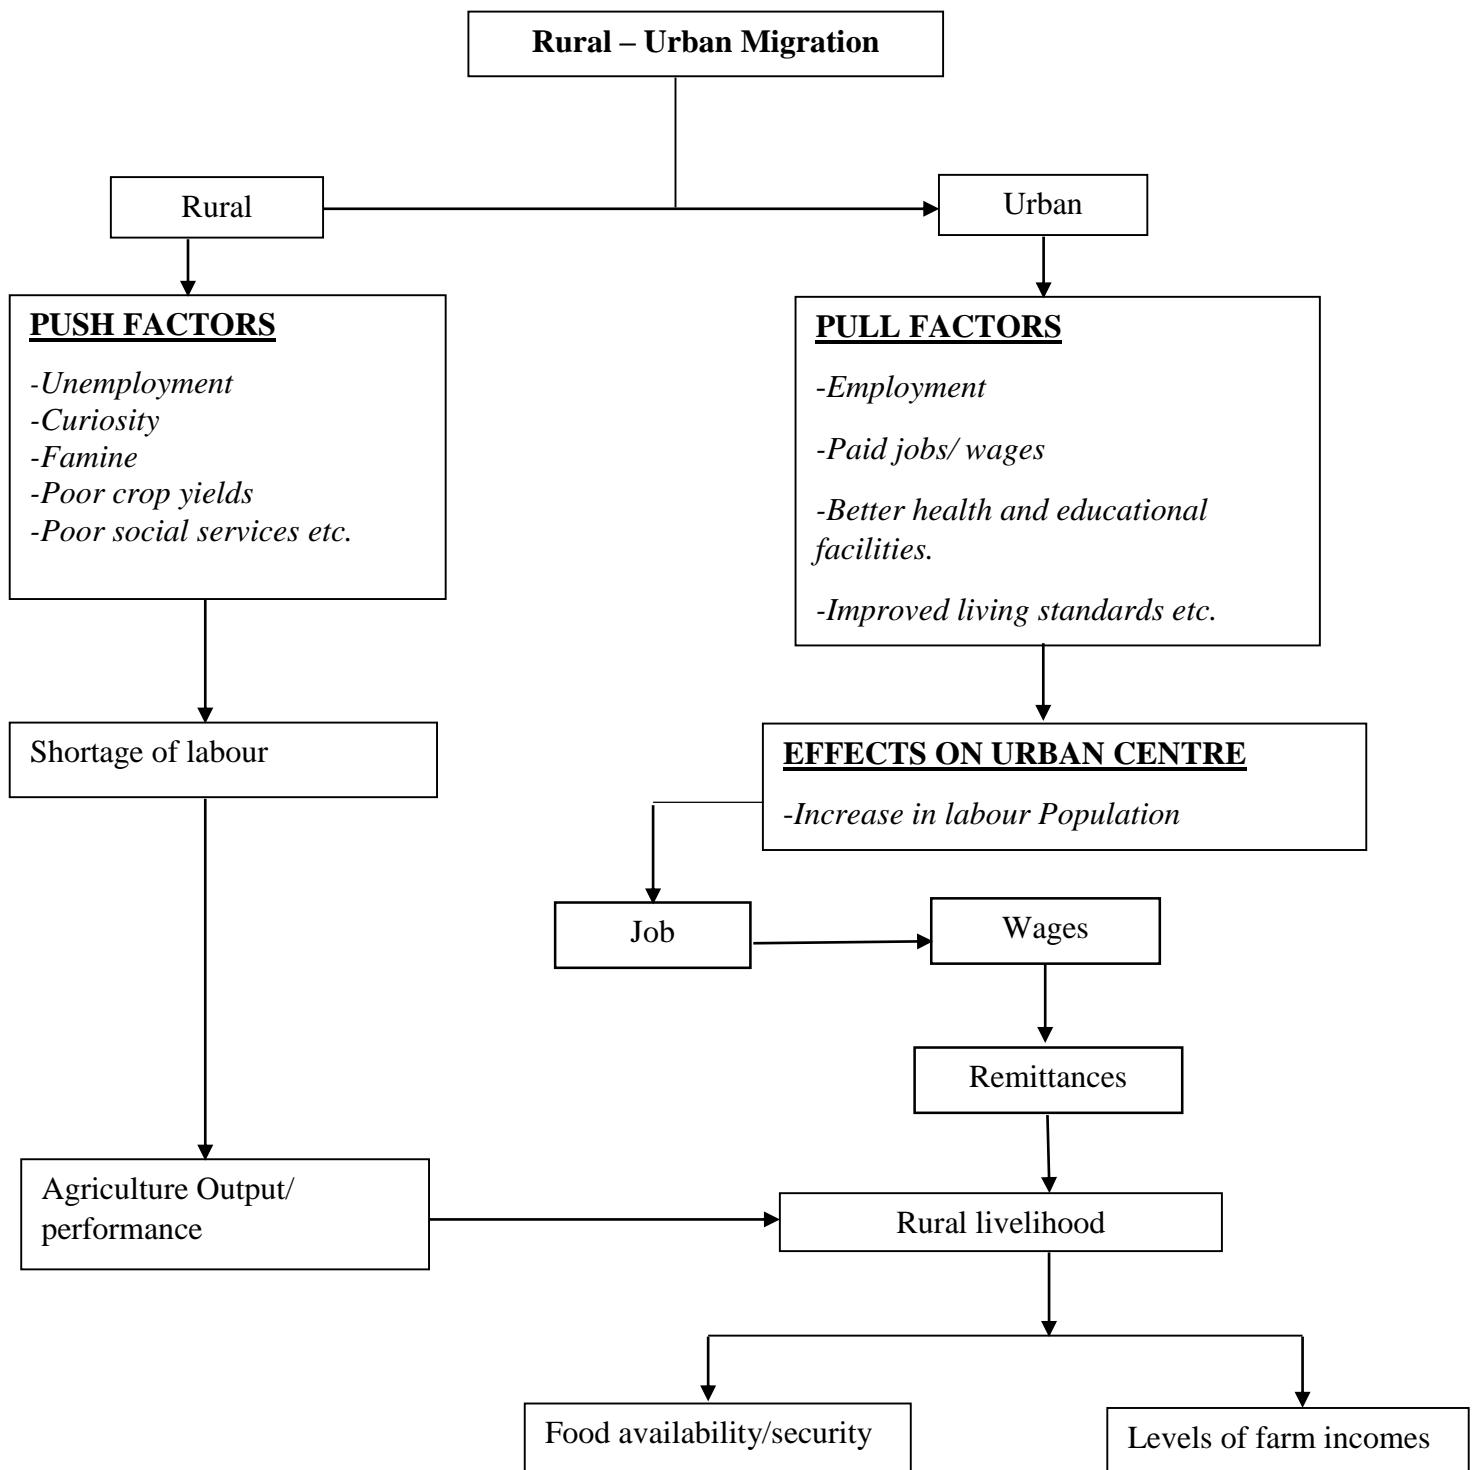 Rural – Urban Migration
Rural
Urban
PUSH FACTORS
-Unemployment
-Curiosity
-Famine
-Poor crop yields
-Poor social services etc.
PULL FACTORS
-Employment
-Paid jobs/ wages
-Better health and educational
facilities.
-Improved living standards etc.
Shortage of labour
EFFECTS ON URBAN CENTRE
-Increase in labour Population
Job
Wages
Remittances
Agriculture Output/
performance
Rural livelihood
Food availability/security
Levels of farm incomes